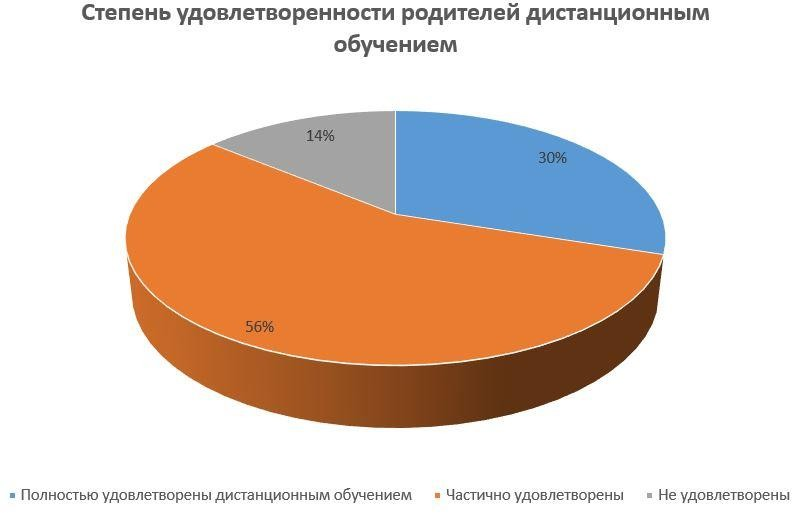 Степень удовлетворенности родителей дистанционным
обучением
14%
30%
56%
Полностью удовлетворены дистанционным обучением
Частично удовлетворены
Не удовлетворены